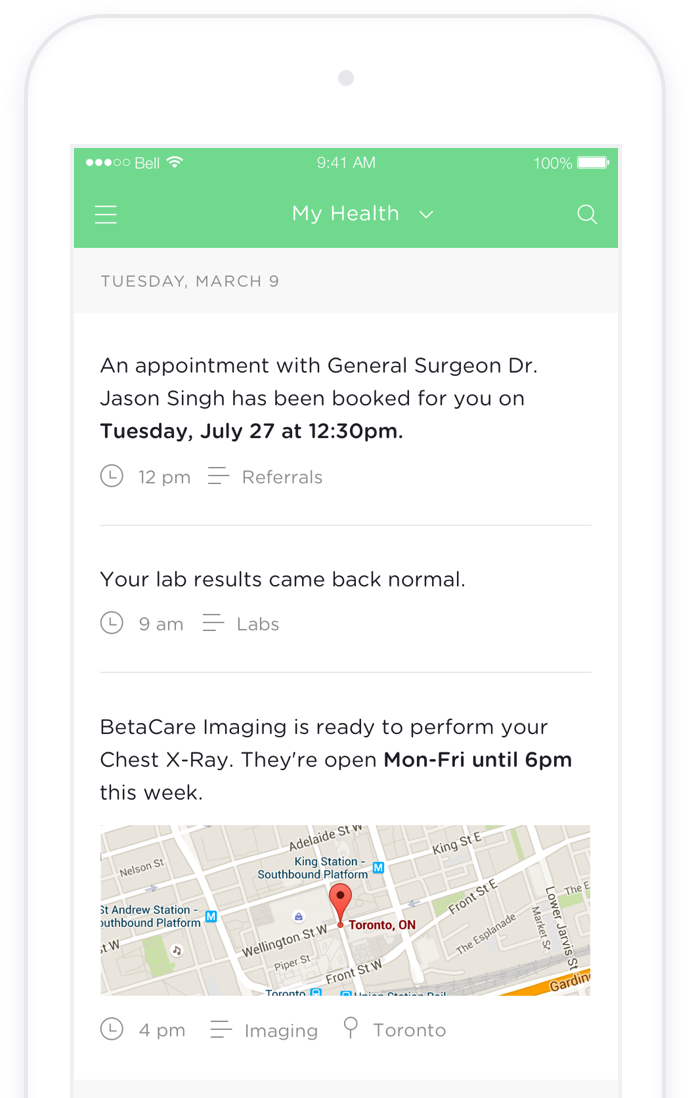 Bell 9:41 AM 100%
My Health
TUESDAY, MARCH 9
An appointment with General Surgeon Dr.
Jason Singh has been booked for you on
Tuesday, July 27 at 12:30pm.
12 pm Referrals
Your lab results came back normal.
9 am Labs
BetaCare Imaging is ready to perform your
Chest X-Ray. They're open Mon-Fri until 6pm
this week.
Adelaide St W
King St E
Nelson St
King Station -
Southbound Platform M
Front St E
The E
St Andrew Station -
outhbound Platform M
Toronto, ON
Lower Jarvis St
Market St
The Esplanade
Wellington St W
t W
Piper St
Front St W
Gardin
Toronto
Union Station Rail
4 pm Imaging Toronto